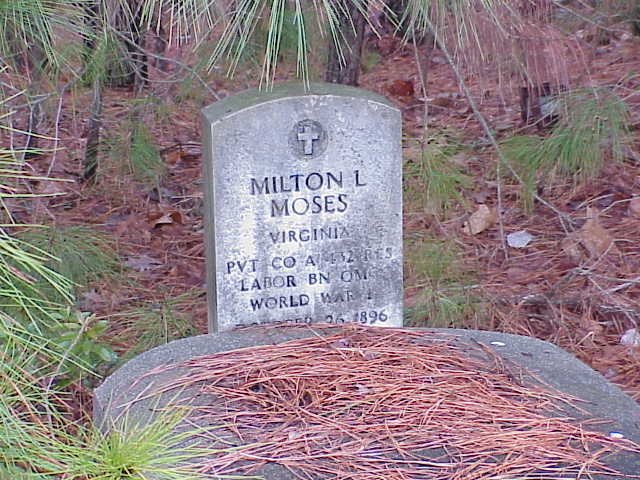 MILTON L
MOSES
VIRGINIA
PVT CO A 432 RES
LABOR BN QMC
WORLD WAR I
26 1896